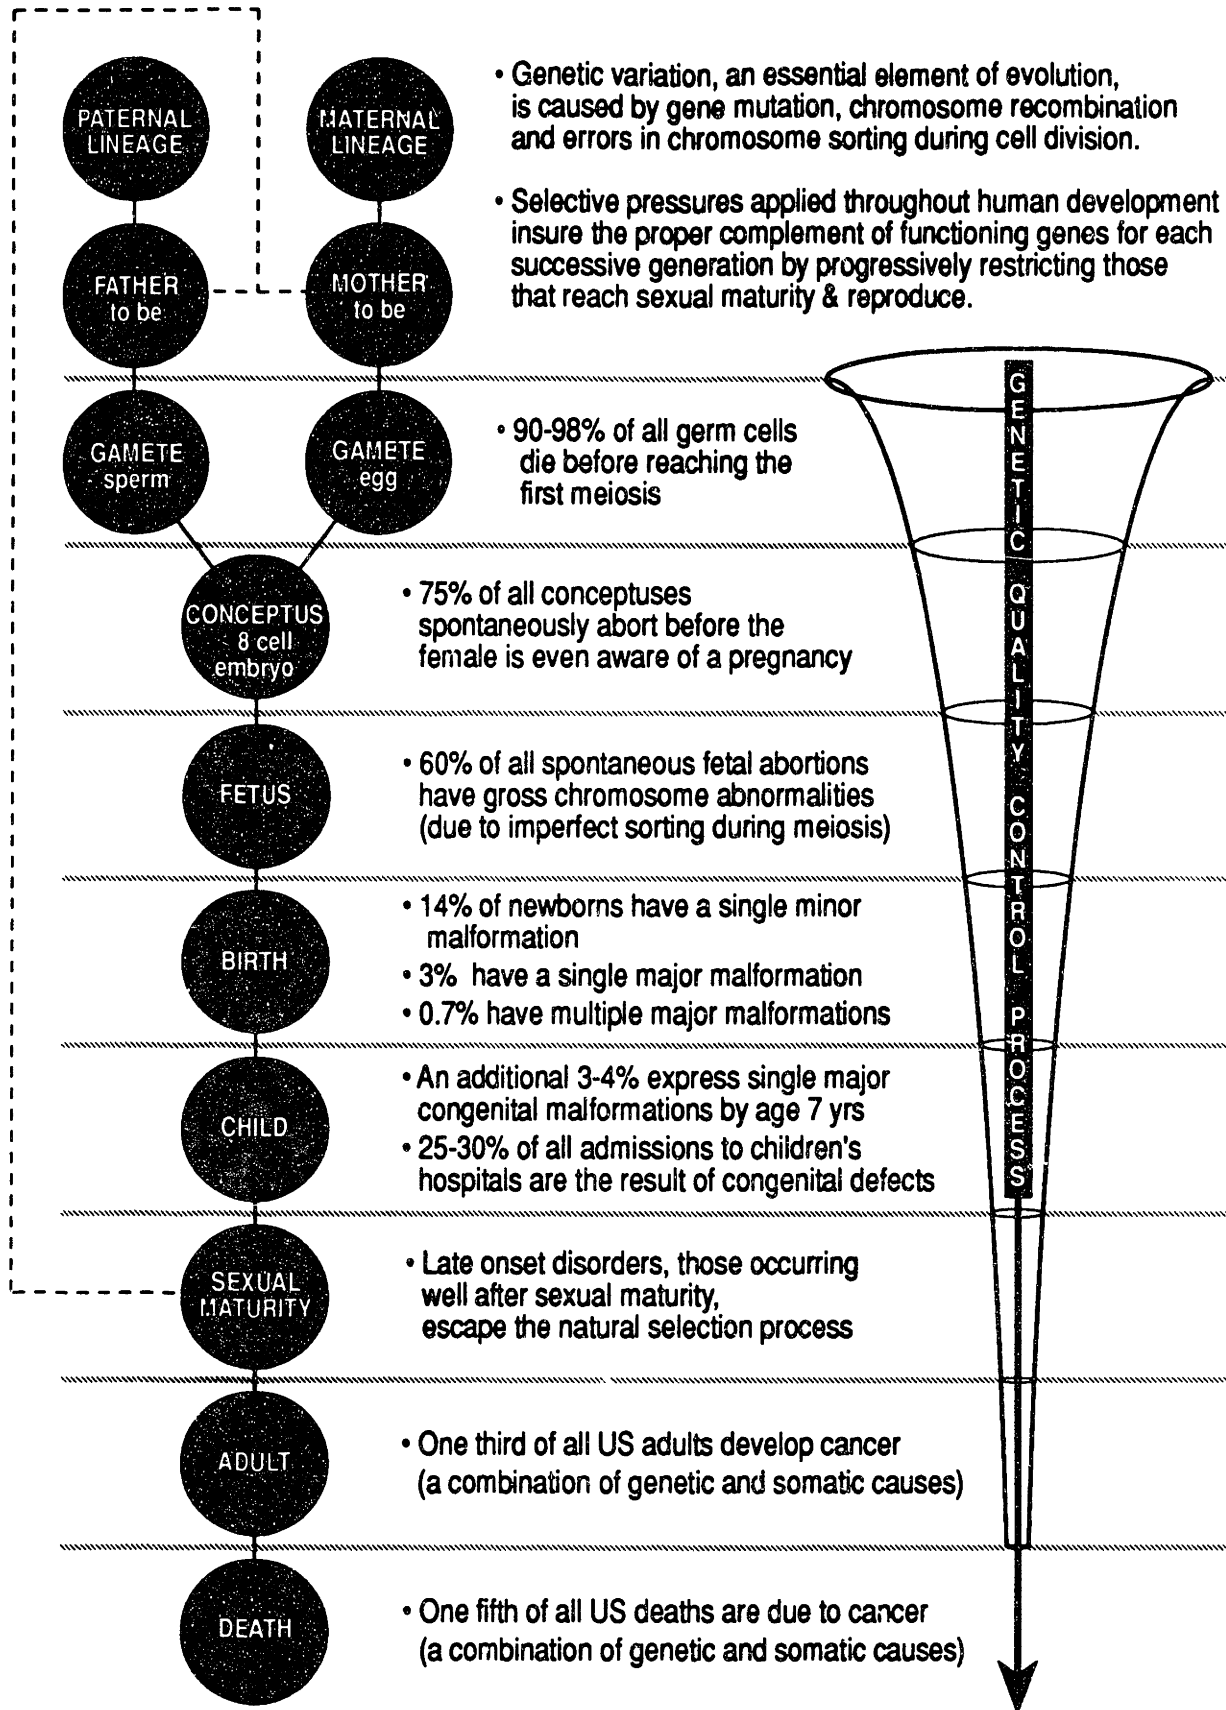 PATERNAL
LINEAGE
MATERNAL
LINEAGE
• Genetic variation, an essential element of evolution,
is caused by gene mutation, chromosome recombination
and errors in chromosome sorting during cell division.
• Selective pressures applied throughout human development
insure the proper complement of functioning genes for each
successive generation by progressively restricting those
that reach sexual maturity & reproduce.
FATHER
to be
MOTHER
to be
GAMETE
sperm
GAMETE
egg
• 90-98% of all germ cells
die before reaching the
first meiosis
CONCEPTUS
8 cell
embryo
• 75% of all conceptuses
spontaneously abort before the
female is even aware of a pregnancy
FETUS
• 60% of all spontaneous fetal abortions
have gross chromosome abnormalities
(due to imperfect sorting during meiosis)
BIRTH
• 14% of newborns have a single minor
malformation
• 3% have a single major malformation
• 0.7% have multiple major malformations
CHILD
• An additional 3-4% express single major
congenital malformations by age 7 yrs
• 25-30% of all admissions to children's
hospitals are the result of congenital defects
SEXUAL
MATURITY
• Late onset disorders, those occurring
well after sexual maturity,
escape the natural selection process
ADULT
• One third of all US adults develop cancer
(a combination of genetic and somatic causes)
DEATH
• One fifth of all US deaths are due to cancer
(a combination of genetic and somatic causes)
GENETIC QUALITY CONTROL PROCESS